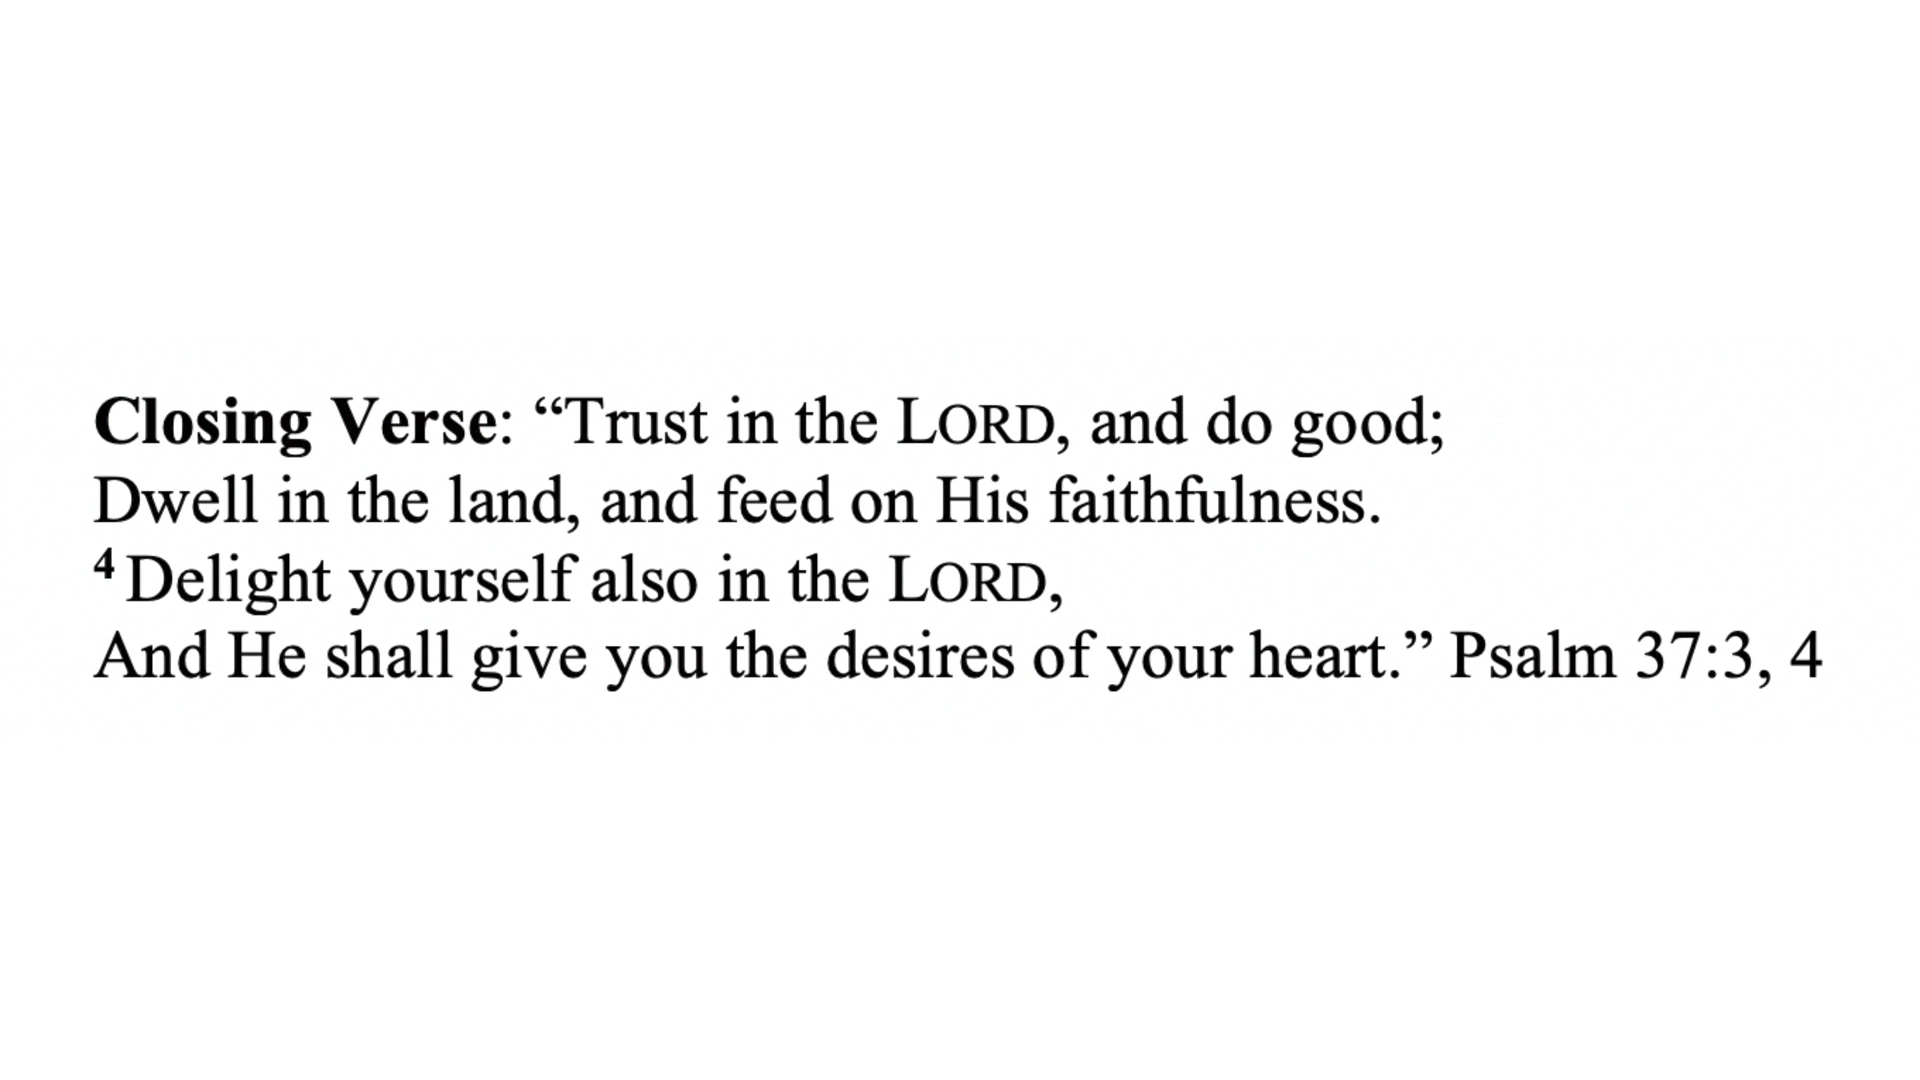 Closing Verse: “Trust in the LORD, and do good;
Dwell in the land, and feed on His faithfulness.
4 Delight yourself also in the LORD,
And He shall give you the desires of your heart.” Psalm 37:3, 4